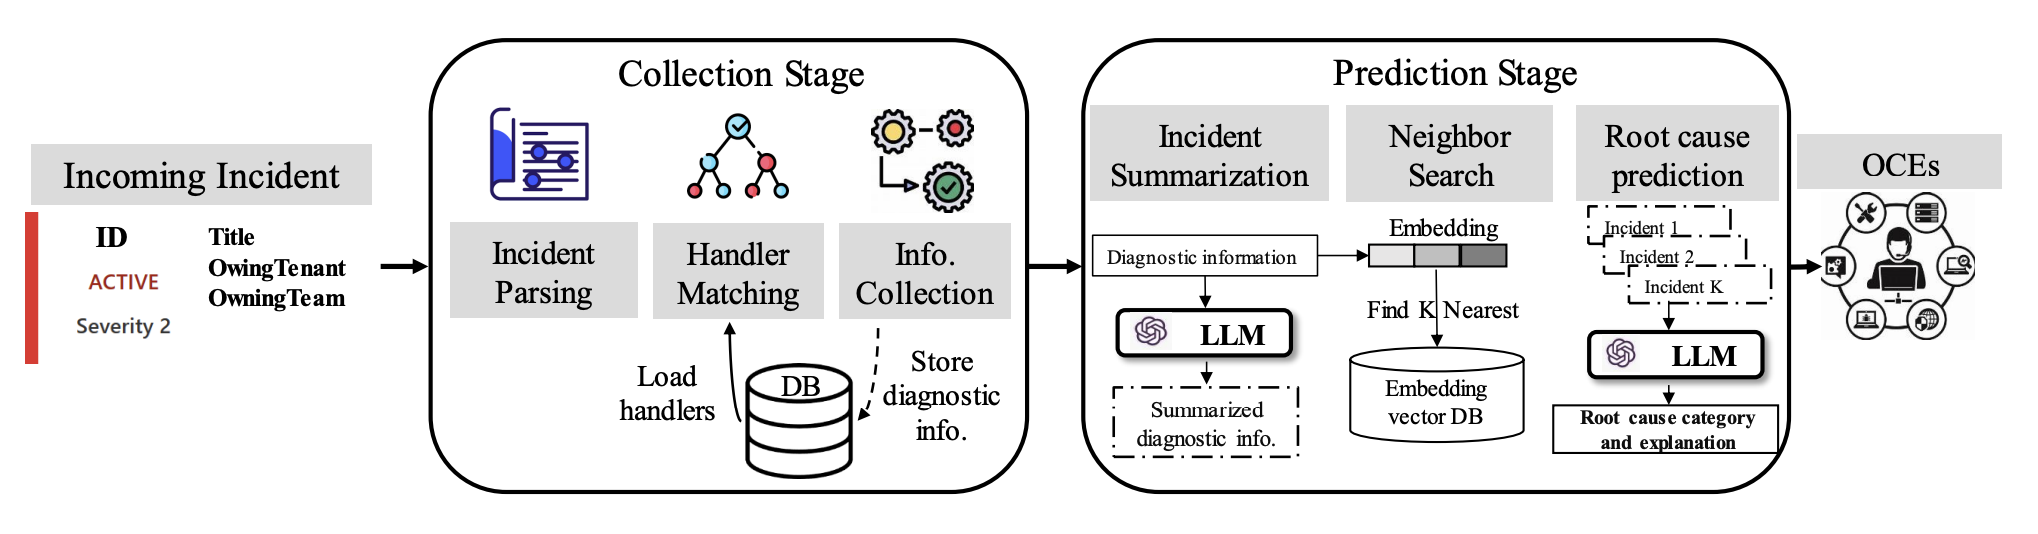 Incoming Incident
ID
ACTIVE
Severity 2
Title
OwingTenant
OwningTeam
Collection Stage
Incident
Parsing
Handler
Matching
Info.
Collection
Load
handlers
DB
Store
diagnostic
info.
Prediction Stage
Incident
Summarization
Neighbor
Search
Root cause
prediction
Diagnostic information
LLM
Summarized
diagnostic info.
Embedding
Find K Nearest
Embedding
vector DB
Incident 1
Incident 2
Incident K
LLM
Root cause category
and explanation
OCEs